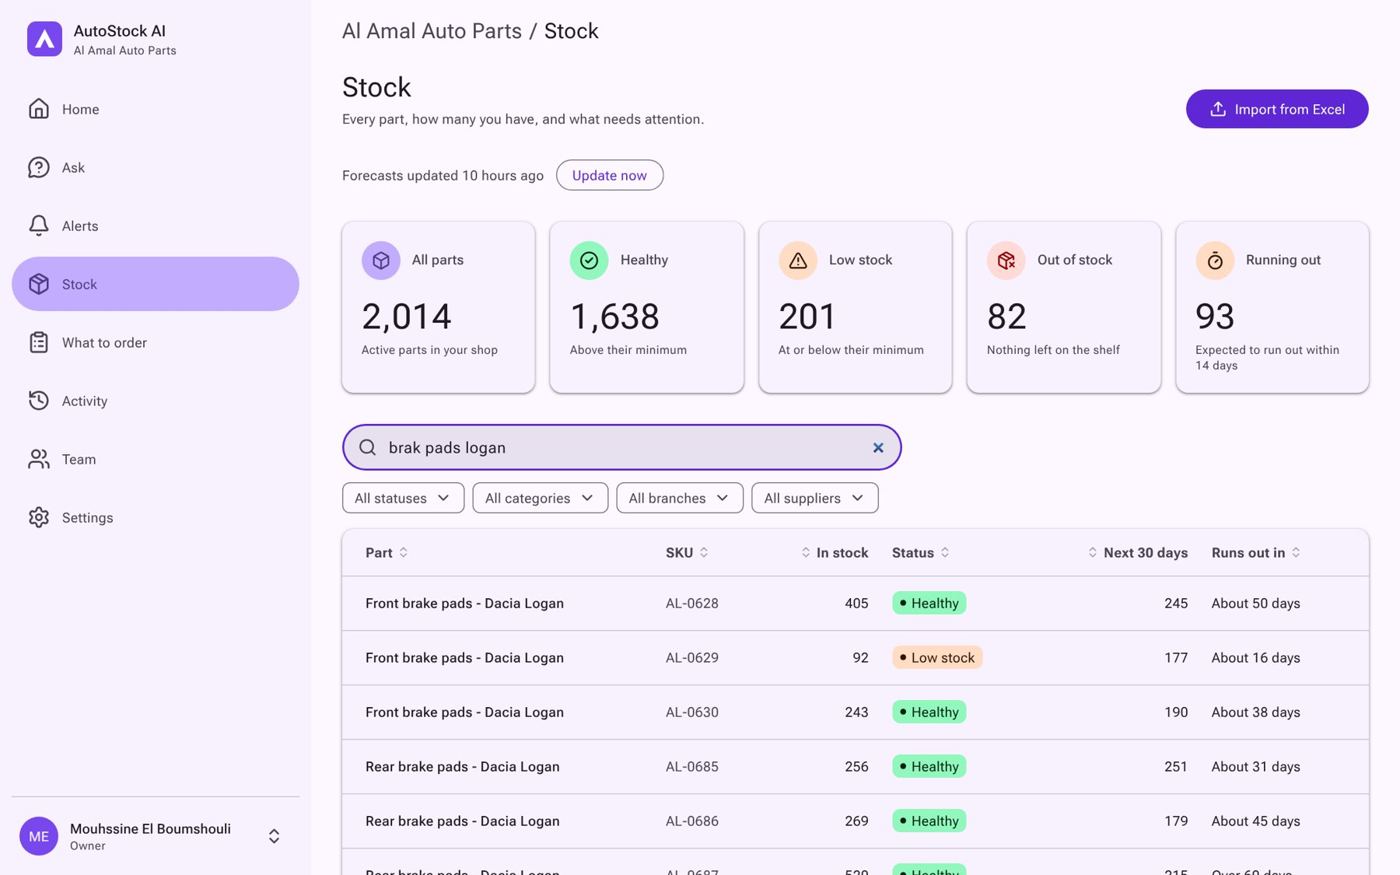 AutoStock AI
Al Amal Auto Parts
Home
Ask
Alerts
Stock
What to order
Activity
Team
Settings
ME
Mouhssine El Boumshouli
Owner
Al Amal Auto Parts / Stock
Stock
Every part, how many you have, and what needs attention.
Import from Excel
Forecasts updated 10 hours ago Update now
All parts
2,014
Active parts in your shop
Healthy
1,638
Above their minimum
Low stock
201
At or below their minimum
Out of stock
82
Nothing left on the shelf
Running out
93
Expected to run out within
14 days
brak pads logan
All statuses All categories All branches All suppliers
Part SKU In stock Status Next 30 days Runs out in
Front brake pads - Dacia Logan AL-0628 405 Healthy 245 About 50 days
Front brake pads - Dacia Logan AL-0629 92 Low stock 177 About 16 days
Front brake pads - Dacia Logan AL-0630 243 Healthy 190 About 38 days
Rear brake pads - Dacia Logan AL-0685 256 Healthy 251 About 31 days
Rear brake pads - Dacia Logan AL-0686 269 Healthy 179 About 45 days
Rear brake pads - Dacia Logan AL-0687 Healthy